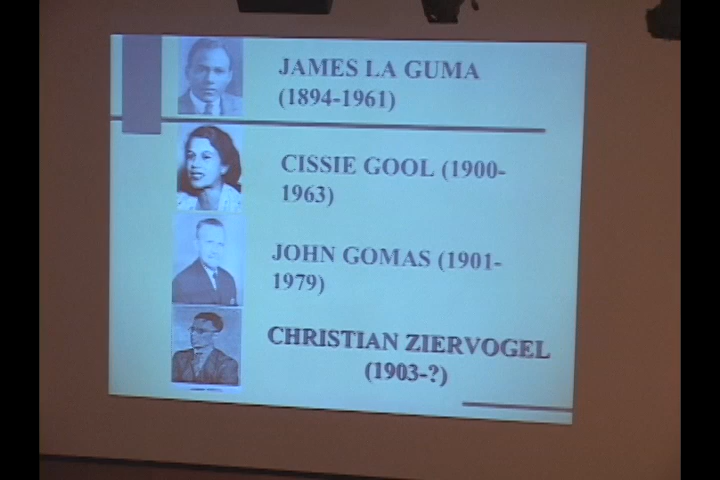 JAMES LA GUMA
(1894-1961)
CISSIE GOOL (1900-
1963)
JOHN GOMAS (1901-
1979)
CHRISTIAN ZIERVOGEL
(1903-?)